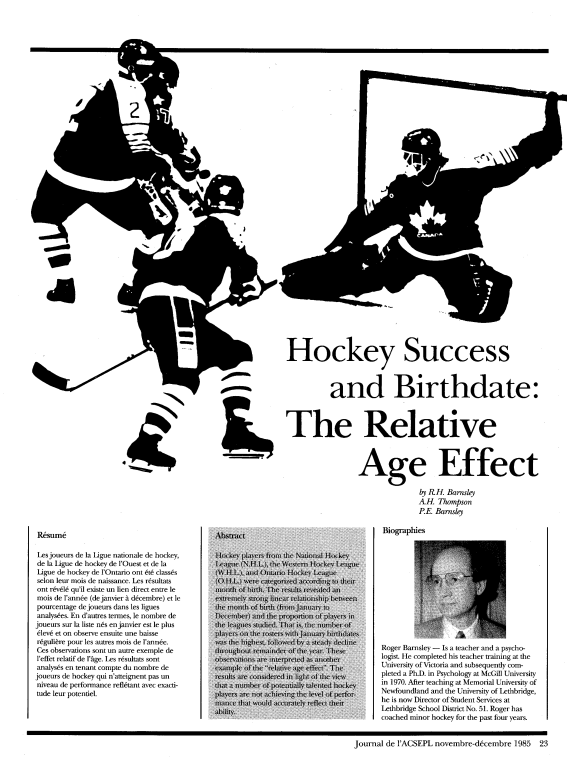 2
7
CANADA
Hockey Success
and Birthdate:
The Relative
Age Effect
by R.H. Barnsley
A.H. Thompson
P.E. Barnsley
Résumé
Les joueurs de la Ligue nationale de hockey,
de la Ligue de hockey de l'Ouest et de la
Ligue de hockey de l'Ontario ont été classés
selon leur mois de naissance. Les résultats
ont révélé qu'il existe un lien direct entre le
mois de l'année (de janvier à décembre) et le
pourcentage de joueurs dans les ligues
analysées. En d'autres termes, le nombre de
joueurs sur la liste nés en janvier est le plus
élevé et on observe ensuite une baisse
régulière pour les autres mois de l'année.
Ces observations sont un autre exemple de
l'effet relatif de l'âge. Les résultats sont
analysés en tenant compte du nombre de
joueurs de hockey qui n'atteignent pas un
niveau de performance reflétant avec exacti-
tude leur potentiel.
Abstract
Hockey players from the National Hockey
League (N.H.L.), the Western Hockey League
(W.H.L.), and Ontario Hockey League
(O.H.L.) were categorized according to their
month of birth. The results revealed an
extremely strong linear relationship between
the month of birth (from January to
December) and the proportion of players in
the leagues studied. That is, the number of
players on the rosters with January birthdates
was the highest, followed by a steady decline
throughout remainder of the year. These
observations are interpreted as another
example of the "relative age effect". The
results are considered in light of the view
that a number of potentially talented hockey
players are not achieving the level of perfor-
mance that would accurately reflect their
ability.
Biographies
Roger Barnsley — Is a teacher and a psycho-
logist. He completed his teacher training at the
University of Victoria and subsequently com-
pleted a Ph.D. in Psychology at McGill University
in 1970. After teaching at Memorial University of
Newfoundland and the University of Lethbridge,
he is now Director of Student Services at
Lethbridge School District No. 51. Roger has
coached minor hockey for the past four years.
Journal de l'ACSEPL novembre-décembre 1985 23